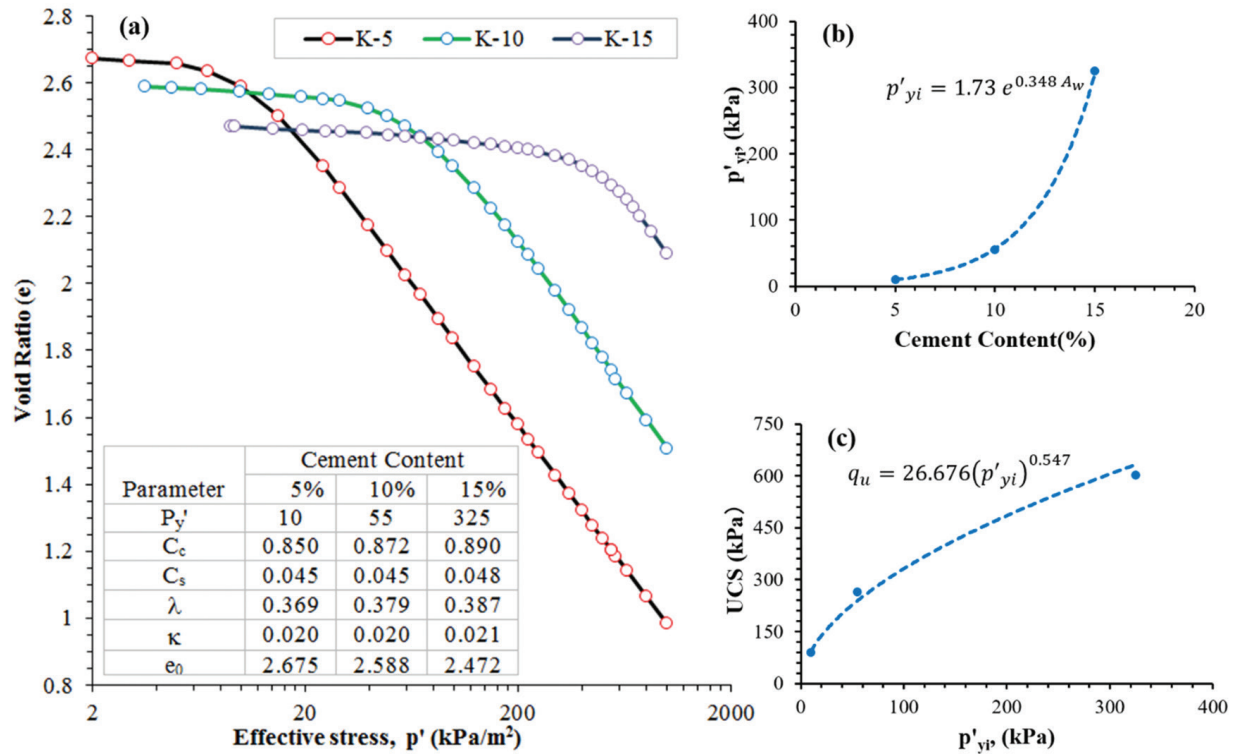 (a)
K-5 K-10 K-15
2.8
2.6
2.4
2.2
2
1.8
1.6
1.4
1.2
1
0.8
Void Ratio (e)
Cement Content
Parameter 5% 10% 15%
Py' 10 55 325
Cc 0.850 0.872 0.890
Cs 0.045 0.045 0.048
λ 0.369 0.379 0.387
κ 0.020 0.020 0.021
e0 2.675 2.588 2.472
2 20 200 2000
Effective stress, p' (kPa/m²)
(b)
p'yi = 1.73 e^0.348 Aw
400
300
200
100
0
p'yi, (kPa)
0 5 10 15 20
Cement Content(%)
(c)
qu = 26.676(p'yi)^0.547
750
600
450
300
150
0
UCS (kPa)
0 100 200 300 400
p'yi, (kPa)